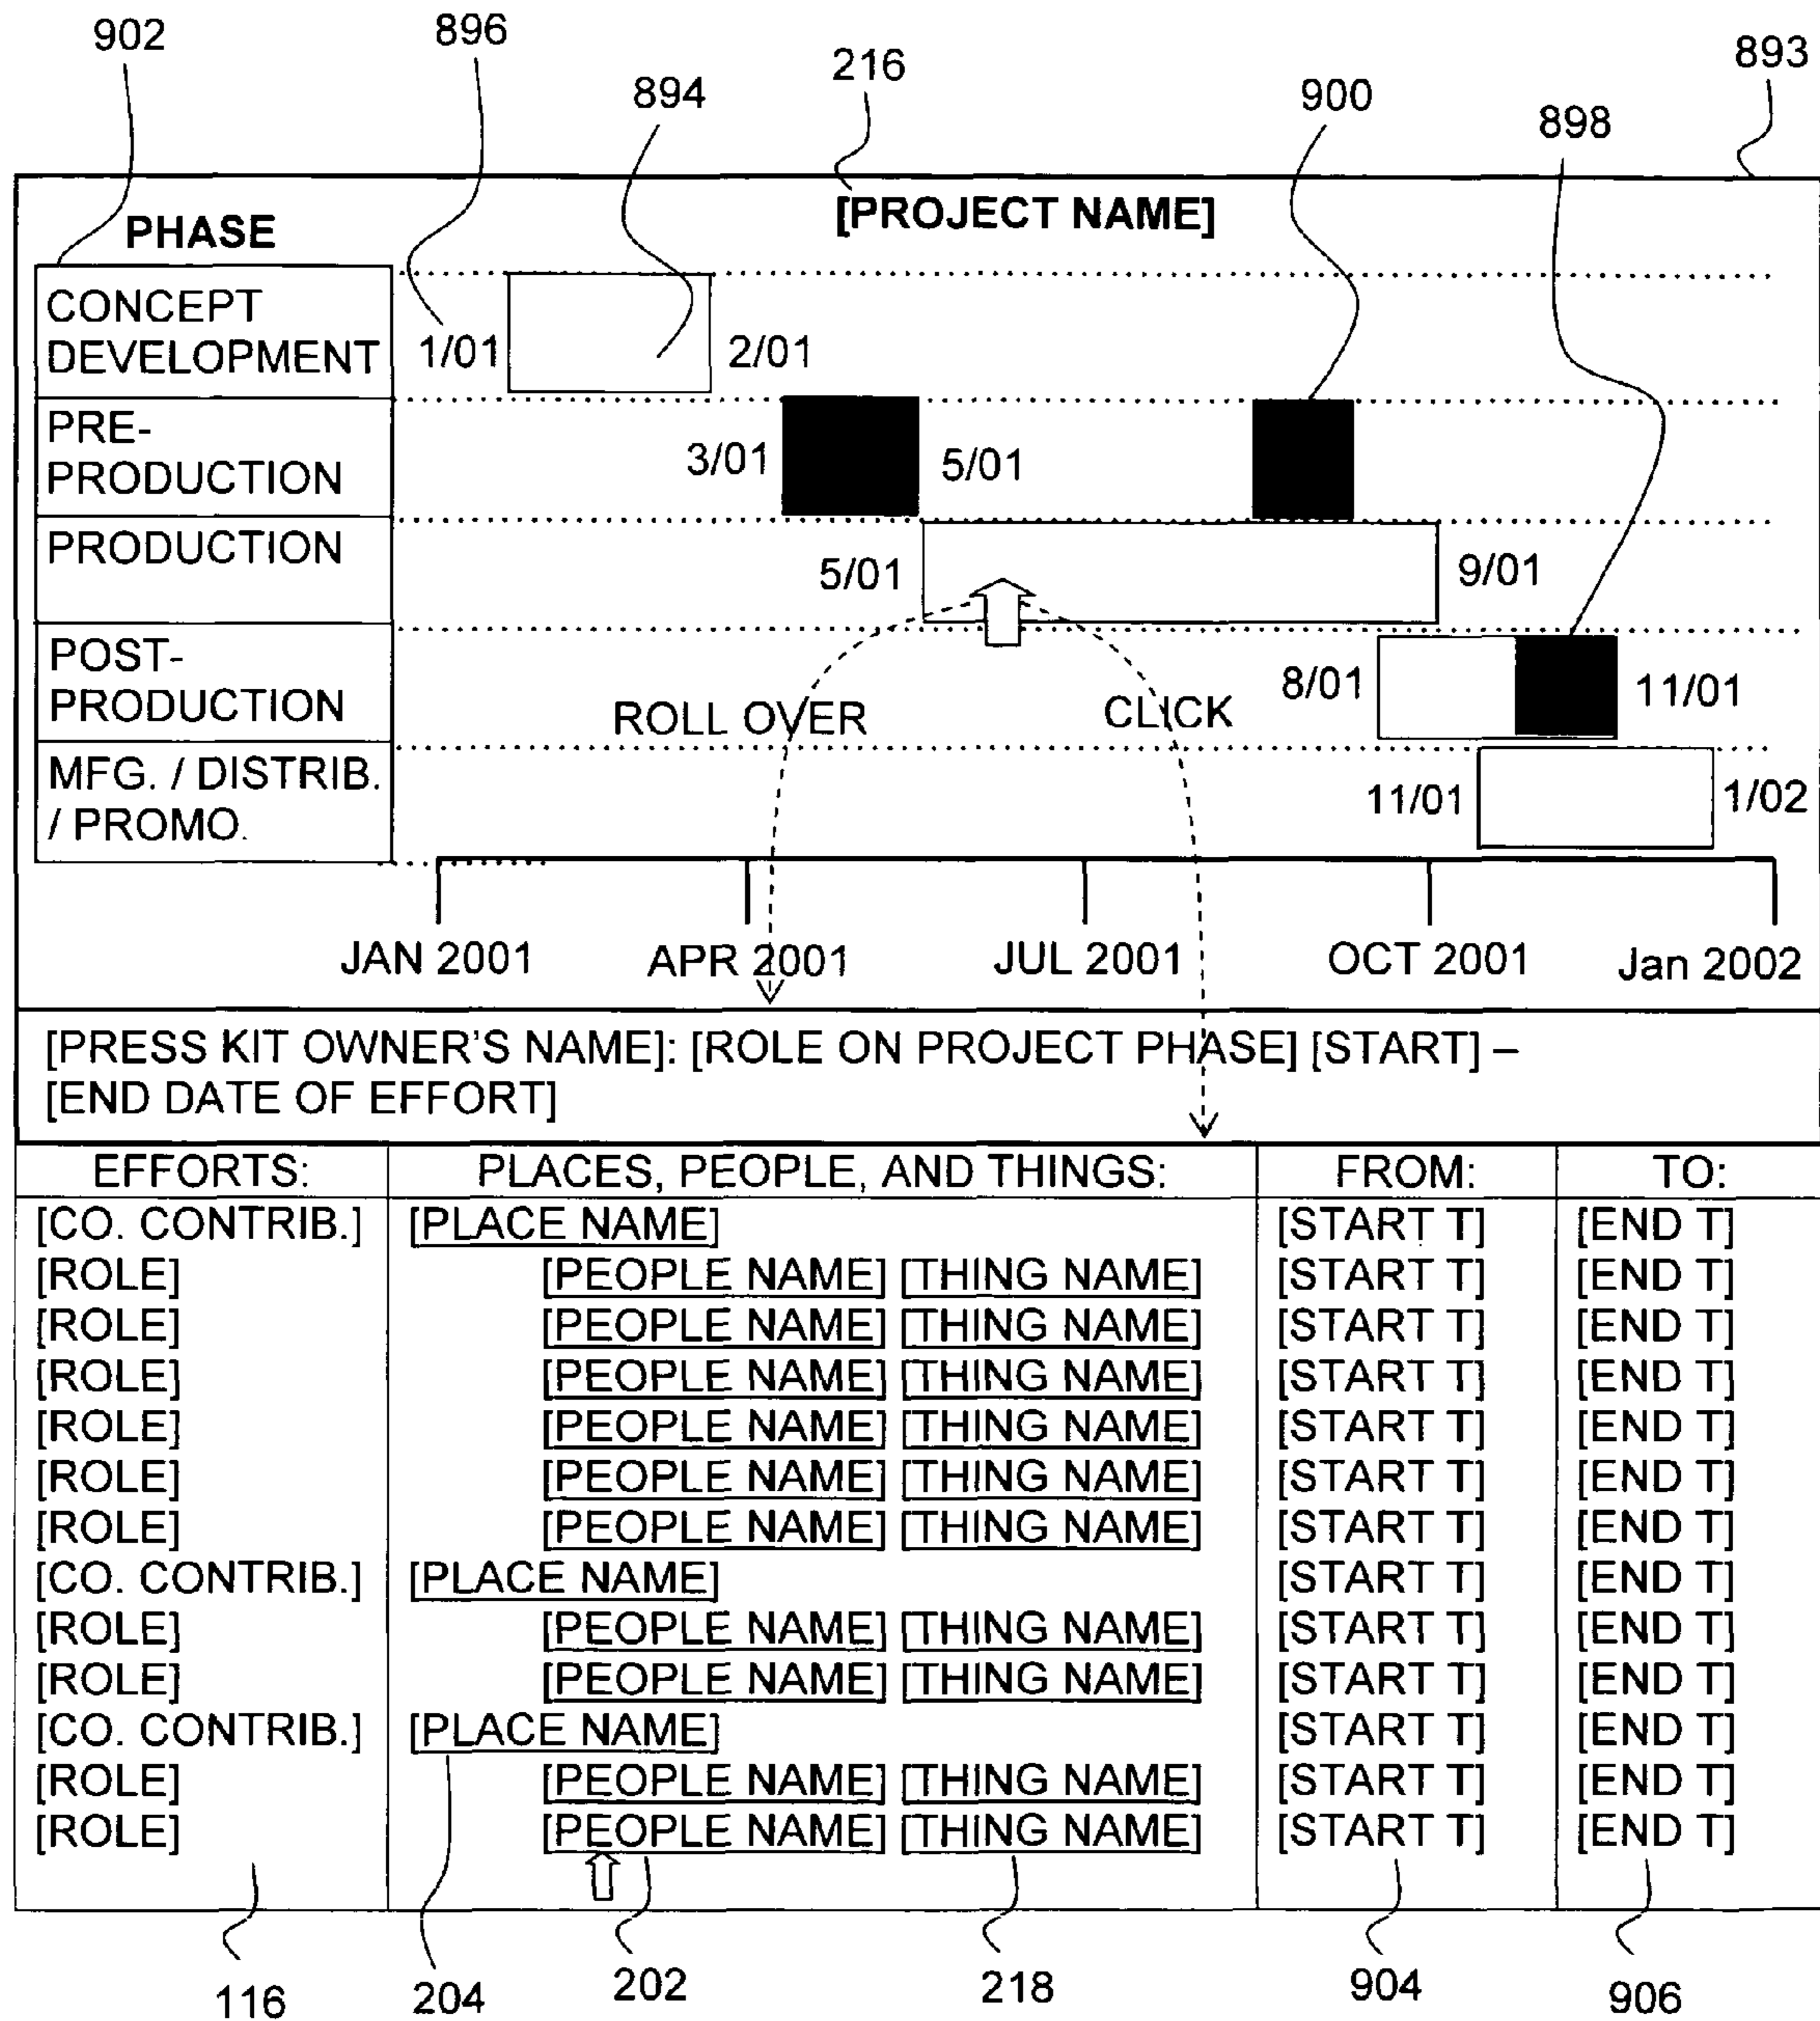 902 896 894 216 900 898 893
PHASE [PROJECT NAME]
CONCEPT
DEVELOPMENT 1/01 2/01
PRE-
PRODUCTION 3/01 5/01
PRODUCTION 5/01 9/01
POST-
PRODUCTION ROLL OVER CLICK 8/01 11/01
MFG. / DISTRIB.
/ PROMO. 11/01 1/02
JAN 2001 APR 2001 JUL 2001 OCT 2001 Jan 2002
[PRESS KIT OWNER'S NAME]: [ROLE ON PROJECT PHASE] [START] –
[END DATE OF EFFORT]
EFFORTS: PLACES, PEOPLE, AND THINGS: FROM: TO:
[CO. CONTRIB.] [PLACE NAME] [START T] [END T]
[ROLE] [PEOPLE NAME] [THING NAME] [START T] [END T]
[ROLE] [PEOPLE NAME] [THING NAME] [START T] [END T]
[ROLE] [PEOPLE NAME] [THING NAME] [START T] [END T]
[ROLE] [PEOPLE NAME] [THING NAME] [START T] [END T]
[ROLE] [PEOPLE NAME] [THING NAME] [START T] [END T]
[ROLE] [PEOPLE NAME] [THING NAME] [START T] [END T]
[CO. CONTRIB.] [PLACE NAME] [START T] [END T]
[ROLE] [PEOPLE NAME] [THING NAME] [START T] [END T]
[ROLE] [PEOPLE NAME] [THING NAME] [START T] [END T]
[CO. CONTRIB.] [PLACE NAME] [START T] [END T]
[ROLE] [PEOPLE NAME] [THING NAME] [START T] [END T]
[ROLE] [PEOPLE NAME] [THING NAME] [START T] [END T]
116 204 202 218 904 906